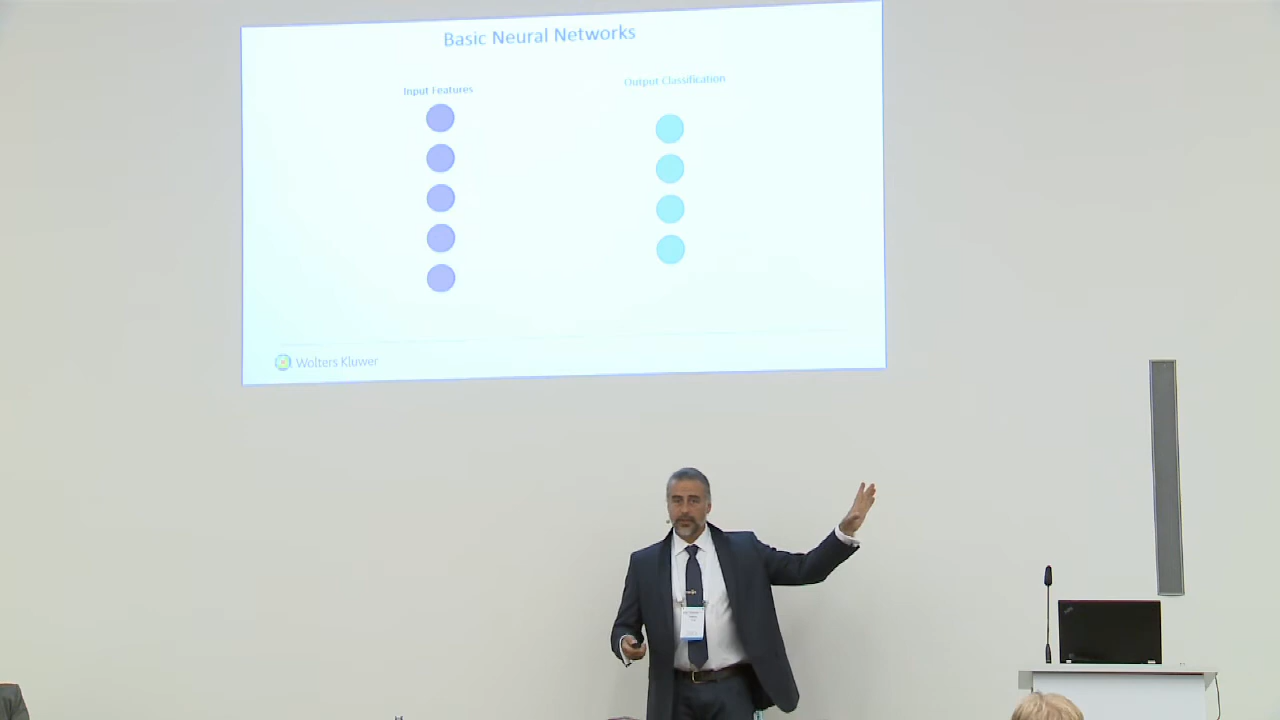 Basic Neural Networks
Input Features
Output Classification
Wolters Kluwer